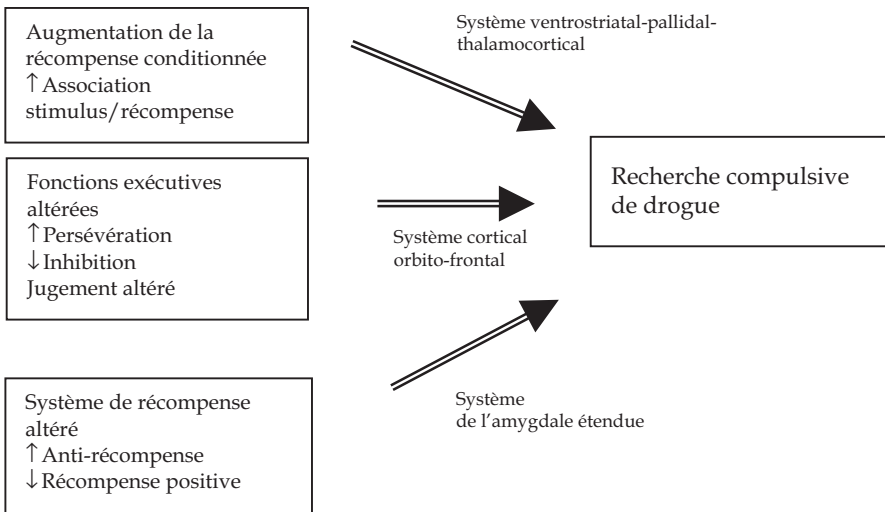 Augmentation de la
récompense conditionnée
↑Association
stimulus/récompense
Système ventrostriatal-pallidal-
thalamocortical
Fonctions exécutives
altérées
↑Persévération
↓Inhibition
Jugement altéré
Système cortical
orbito-frontal
Recherche compulsive
de drogue
Système de récompense
altéré
↑Anti-récompense
↓Récompense positive
Système
de l'amygdale étendue